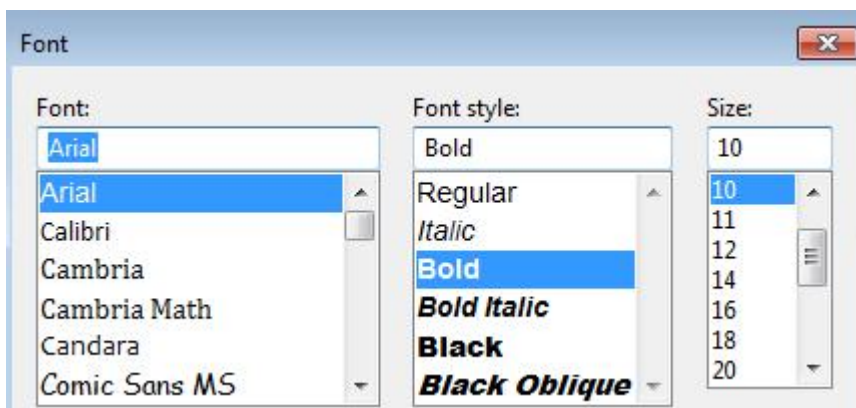 Font
Font:
Arial
Arial
Calibri
Cambria
Cambria Math
Candara
Comic Sans MS
Font style:
Bold
Regular
Italic
Bold
Bold Italic
Black
Black Oblique
Size:
10
10
11
12
14
16
18
20